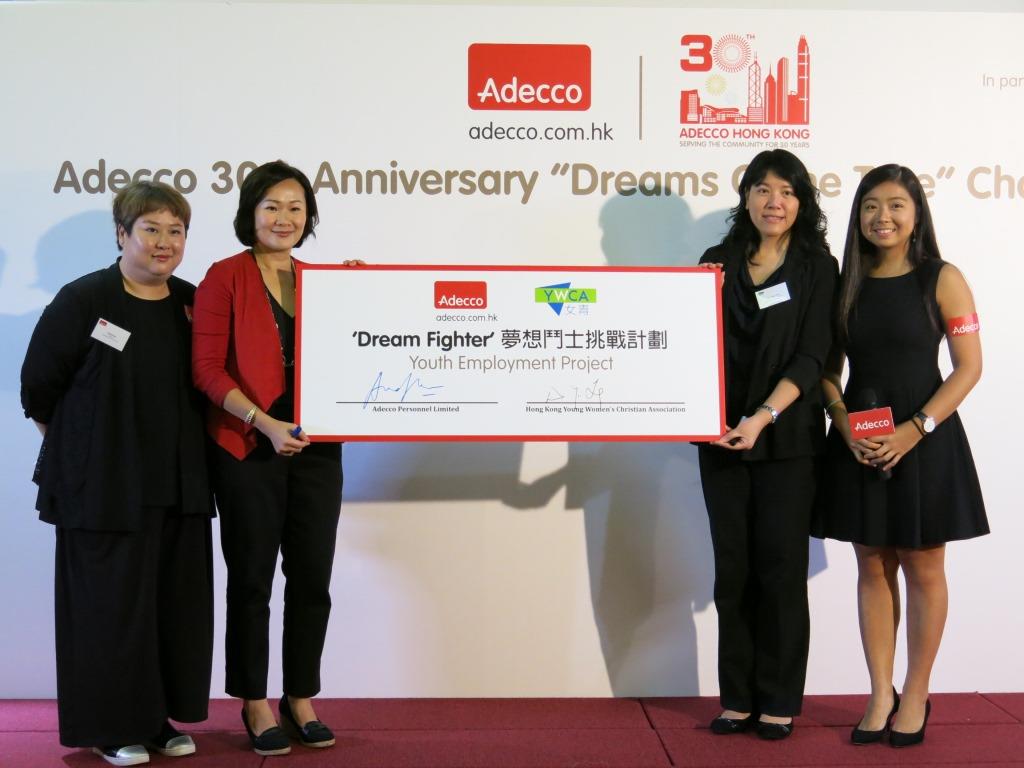 Adecco
adecco.com.hk
30TH
ADECCO HONG KONG
SERVING THE COMMUNITY FOR 30 YEARS
In par
Adecco 30 Anniversary "Dreams Cha
Adecco
adecco.com.hk
YWCA
女青
'Dream Fighter' 夢想鬥士挑戰計劃
Youth Employment Project
Adecco Personnel Limited
Hong Kong Young Women's Christian Association
Adecco
Adecco